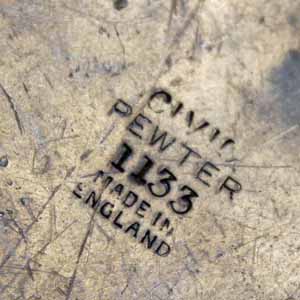 CIVIC
PEWTER
1133
MADE IN
ENGLAND